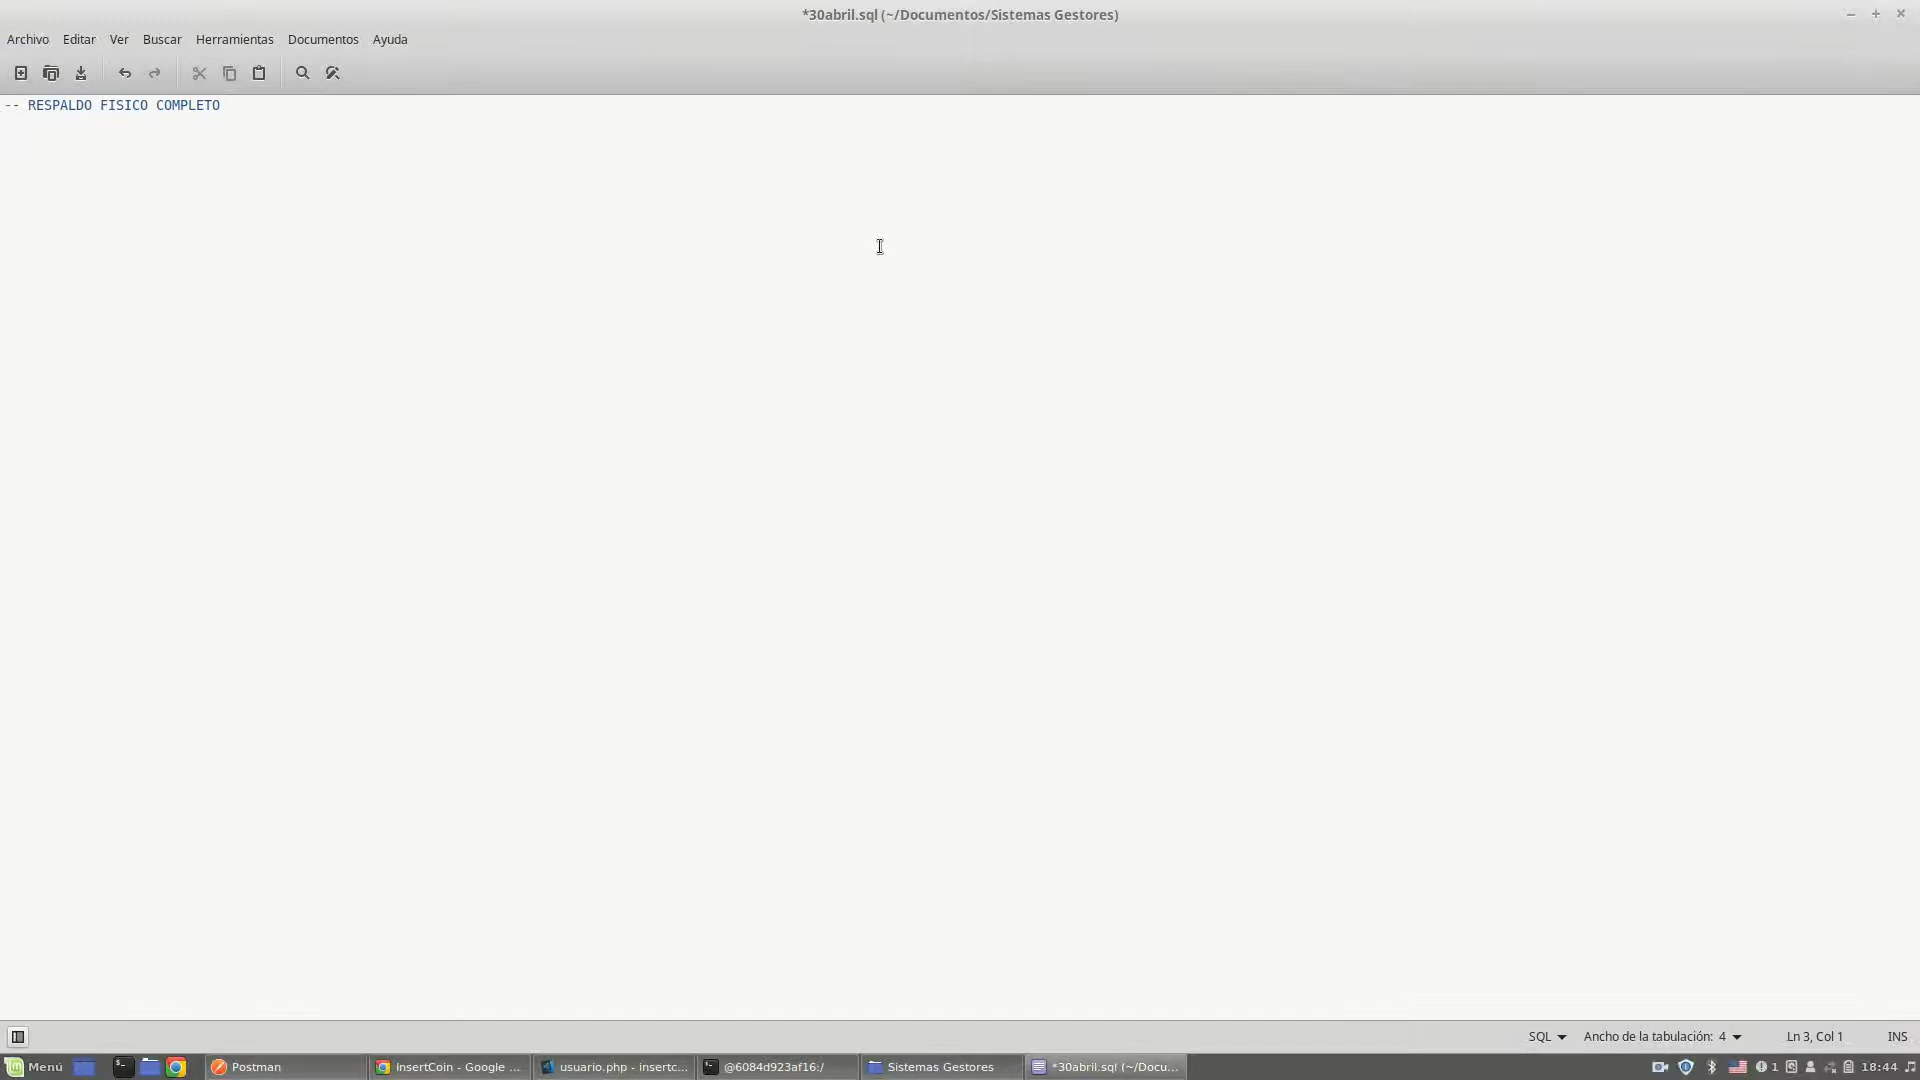 *30abril.sql (~/Documentos/Sistemas Gestores)
Archivo Editar Ver Buscar Herramientas Documentos Ayuda
-- RESPALDO FISICO COMPLETO
SQL Ancho de la tabulación: 4 Ln 3, Col 1 INS
Menú Postman InsertCoin - Google ... usuario.php - insertc... @6084d923af16:/ Sistemas Gestores *30abril.sql (~/Docu... 1 18:44